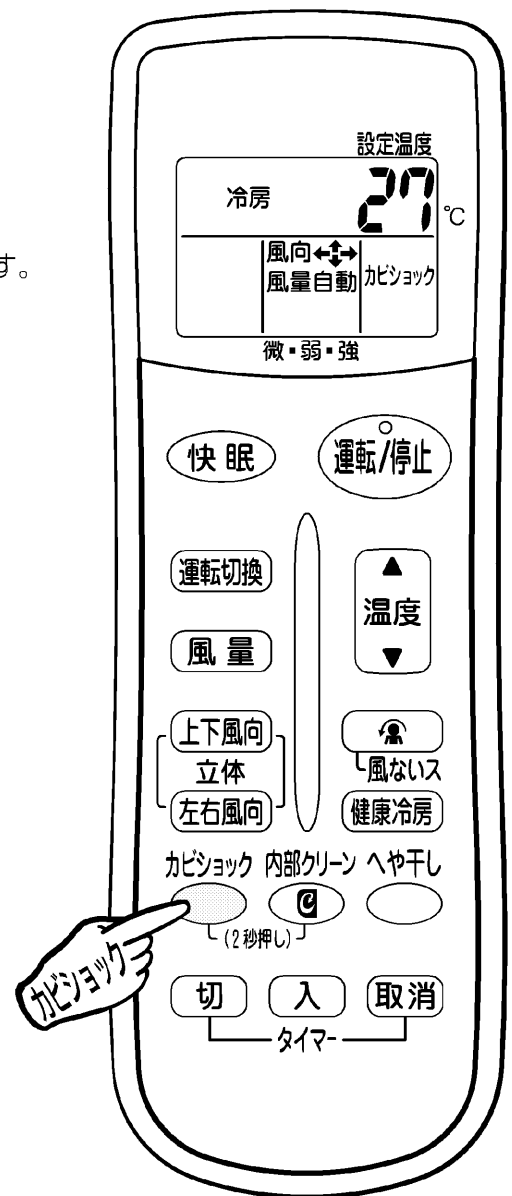 設定温度
冷房 27℃
す。
風向
風量自動 カビショック
微・弱・強
快眠 運転/停止
運転切換
▲
温度
風量
▼
上下風向
立体 風ないス
左右風向 健康冷房
カビショック 内部クリーン へや干し
C
(2秒押し)
カビショック
切 入 取消
タイマー